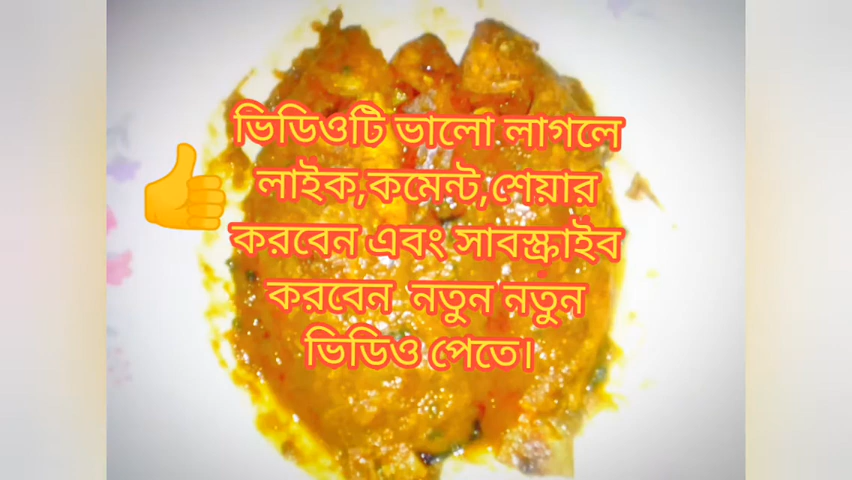 ভিডিওটি ভালো লাগলে
লাইক,কমেন্ট,শেয়ার
করবেন এবং সাবস্ক্রাইব
করবেন নতুন নতুন
ভিডিও পেতে।